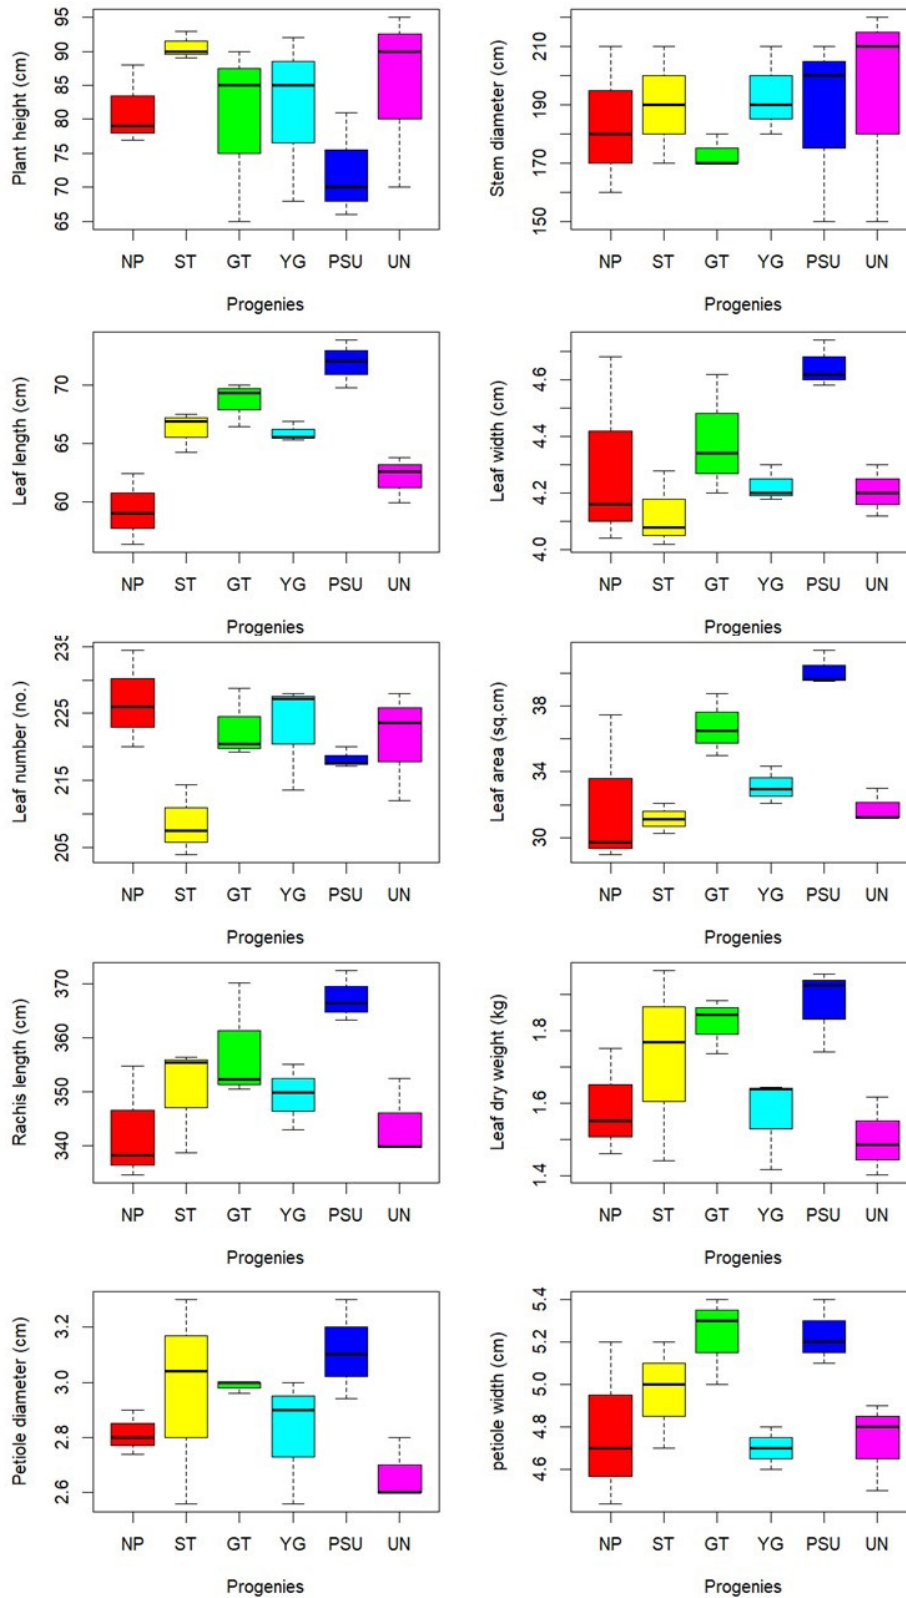 Plant height (cm)
65 70 75 80 85 90 95
NP ST GT YG PSU UN
Progenies
Stem diameter (cm)
150 170 190 210
NP ST GT YG PSU UN
Progenies
Leaf length (cm)
60 65 70
NP ST GT YG PSU UN
Progenies
Leaf width (cm)
4.0 4.2 4.4 4.6
NP ST GT YG PSU UN
Progenies
Leaf number (no.)
205 215 225 235
NP ST GT YG PSU UN
Progenies
Leaf area (sq.cm)
30 34 38
NP ST GT YG PSU UN
Progenies
Rachis length (cm)
340 350 360 370
NP ST GT YG PSU UN
Progenies
Leaf dry weight (kg)
1.4 1.6 1.8
NP ST GT YG PSU UN
Progenies
Petiole diameter (cm)
2.6 2.8 3.0 3.2
NP ST GT YG PSU UN
Progenies
petiole width (cm)
4.6 4.8 5.0 5.2 5.4
NP ST GT YG PSU UN
Progenies